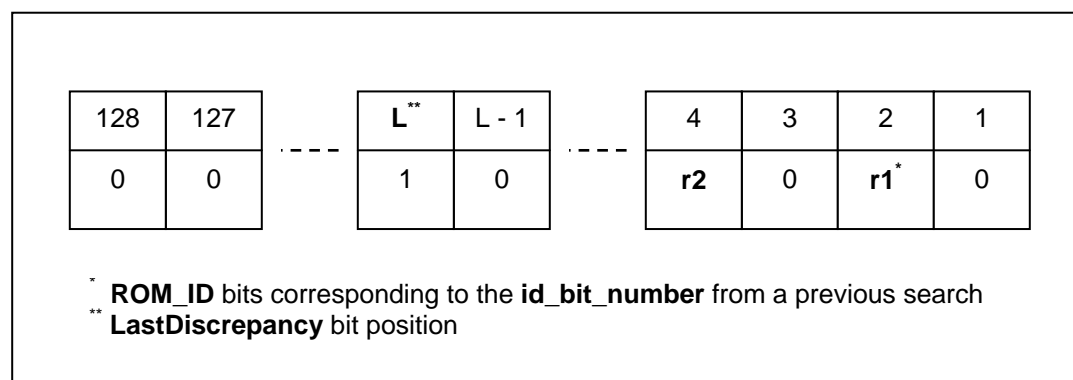 128 127 L** L - 1 4 3 2 1
0 0 1 0 r2 0 r1* 0
* ROM_ID bits corresponding to the id_bit_number from a previous search
** LastDiscrepancy bit position